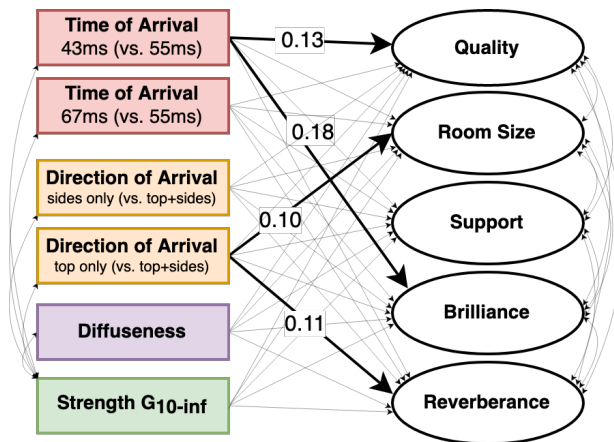 Time of Arrival
43ms (vs. 55ms)
Time of Arrival
67ms (vs. 55ms)
Direction of Arrival
sides only (vs. top+sides)
Direction of Arrival
top only (vs. top+sides)
Diffuseness
Strength G10-inf
0.13
0.18
0.10
0.11
Quality
Room Size
Support
Brilliance
Reverberance